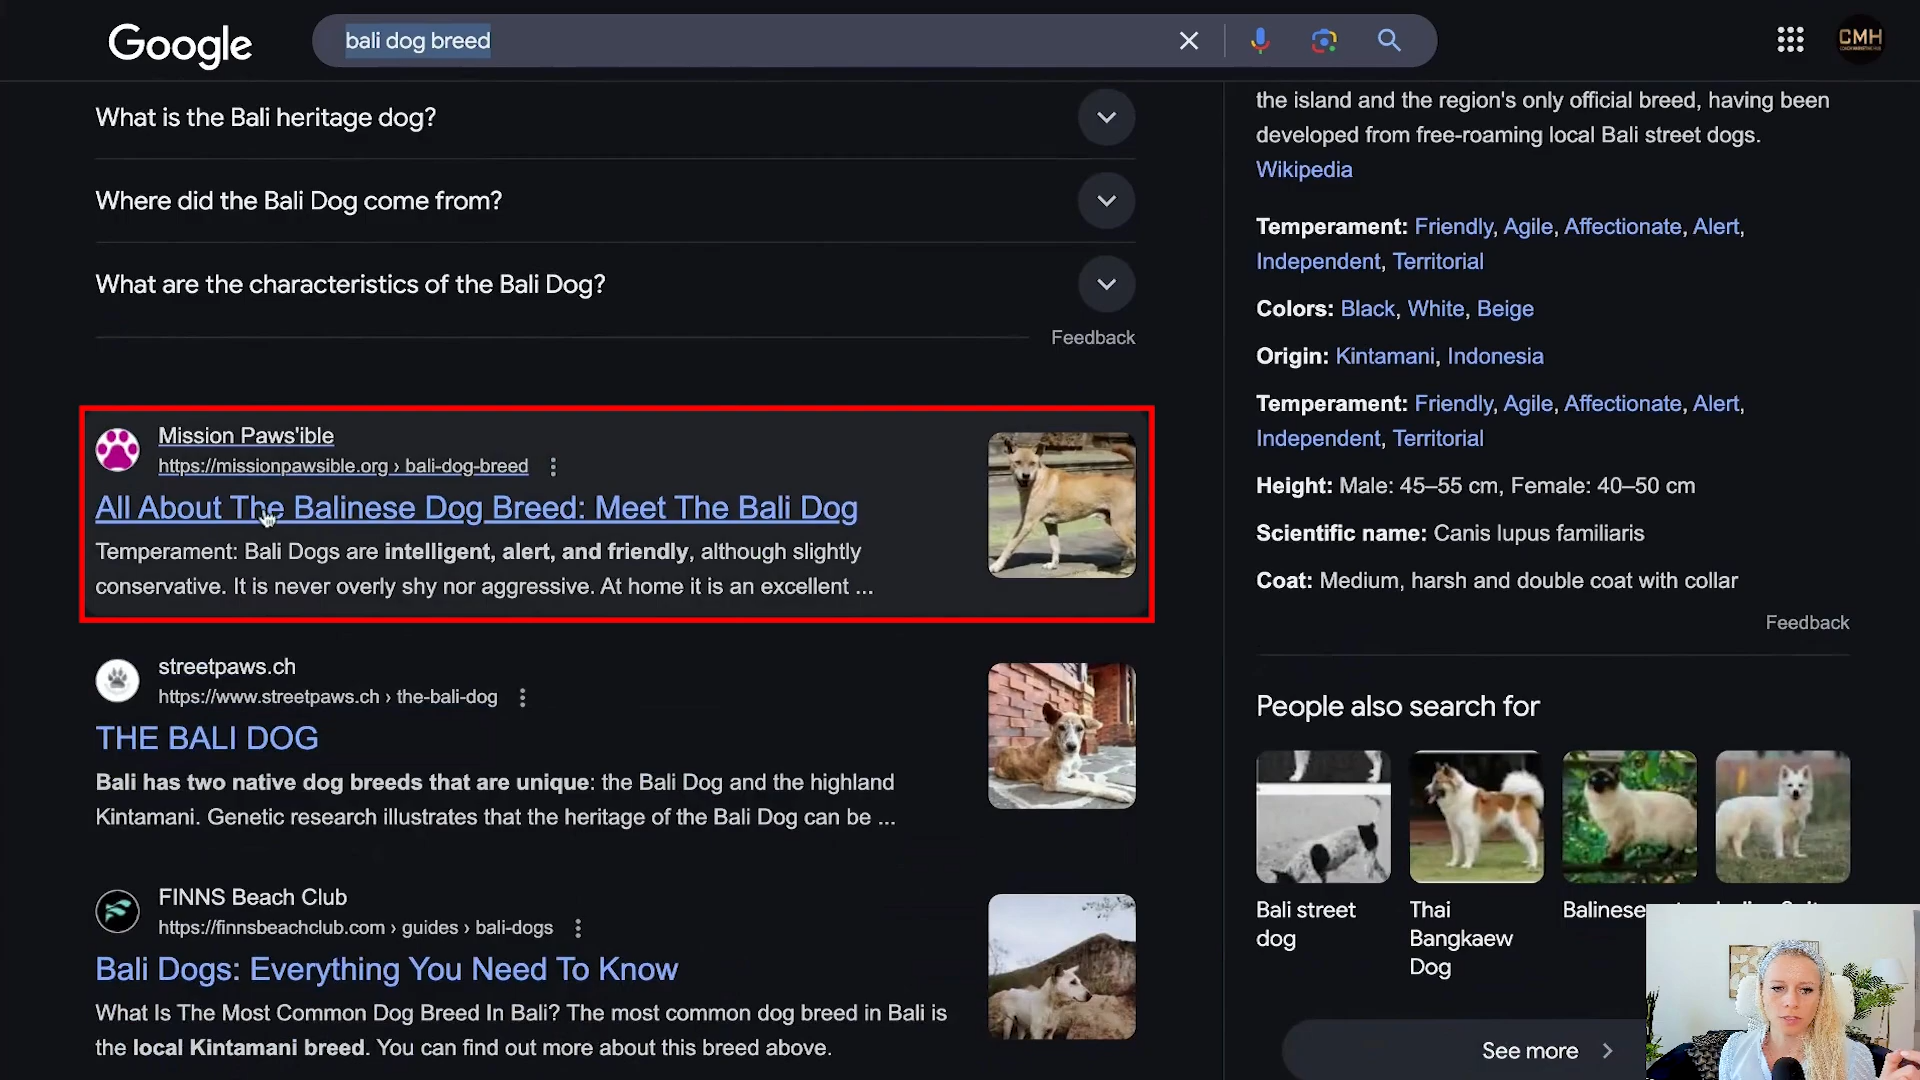 Google
bali dog breed
CMH
What is the Bali heritage dog?
Where did the Bali Dog come from?
What are the characteristics of the Bali Dog?
Feedback
Mission Paws'ible
https://missionpawsible.org › bali-dog-breed
All About The Balinese Dog Breed: Meet The Bali Dog
Temperament: Bali Dogs are intelligent, alert, and friendly, although slightly
conservative. It is never overly shy nor aggressive. At home it is an excellent ...
streetpaws.ch
https://www.streetpaws.ch › the-bali-dog
THE BALI DOG
Bali has two native dog breeds that are unique: the Bali Dog and the highland
Kintamani. Genetic research illustrates that the heritage of the Bali Dog can be ...
FINNS Beach Club
https://finnsbeachclub.com › guides › bali-dogs
Bali Dogs: Everything You Need To Know
What Is The Most Common Dog Breed In Bali? The most common dog breed in Bali is
the local Kintamani breed. You can find out more about this breed above.
the island and the region's only official breed, having been
developed from free-roaming local Bali street dogs.
Wikipedia
Temperament: Friendly, Agile, Affectionate, Alert,
Independent, Territorial
Colors: Black, White, Beige
Origin: Kintamani, Indonesia
Temperament: Friendly, Agile, Affectionate, Alert,
Independent, Territorial
Height: Male: 45–55 cm, Female: 40–50 cm
Scientific name: Canis lupus familiaris
Coat: Medium, harsh and double coat with collar
Feedback
People also search for
Bali street
dog
Thai
Bangkaew
Dog
Balinese
See more